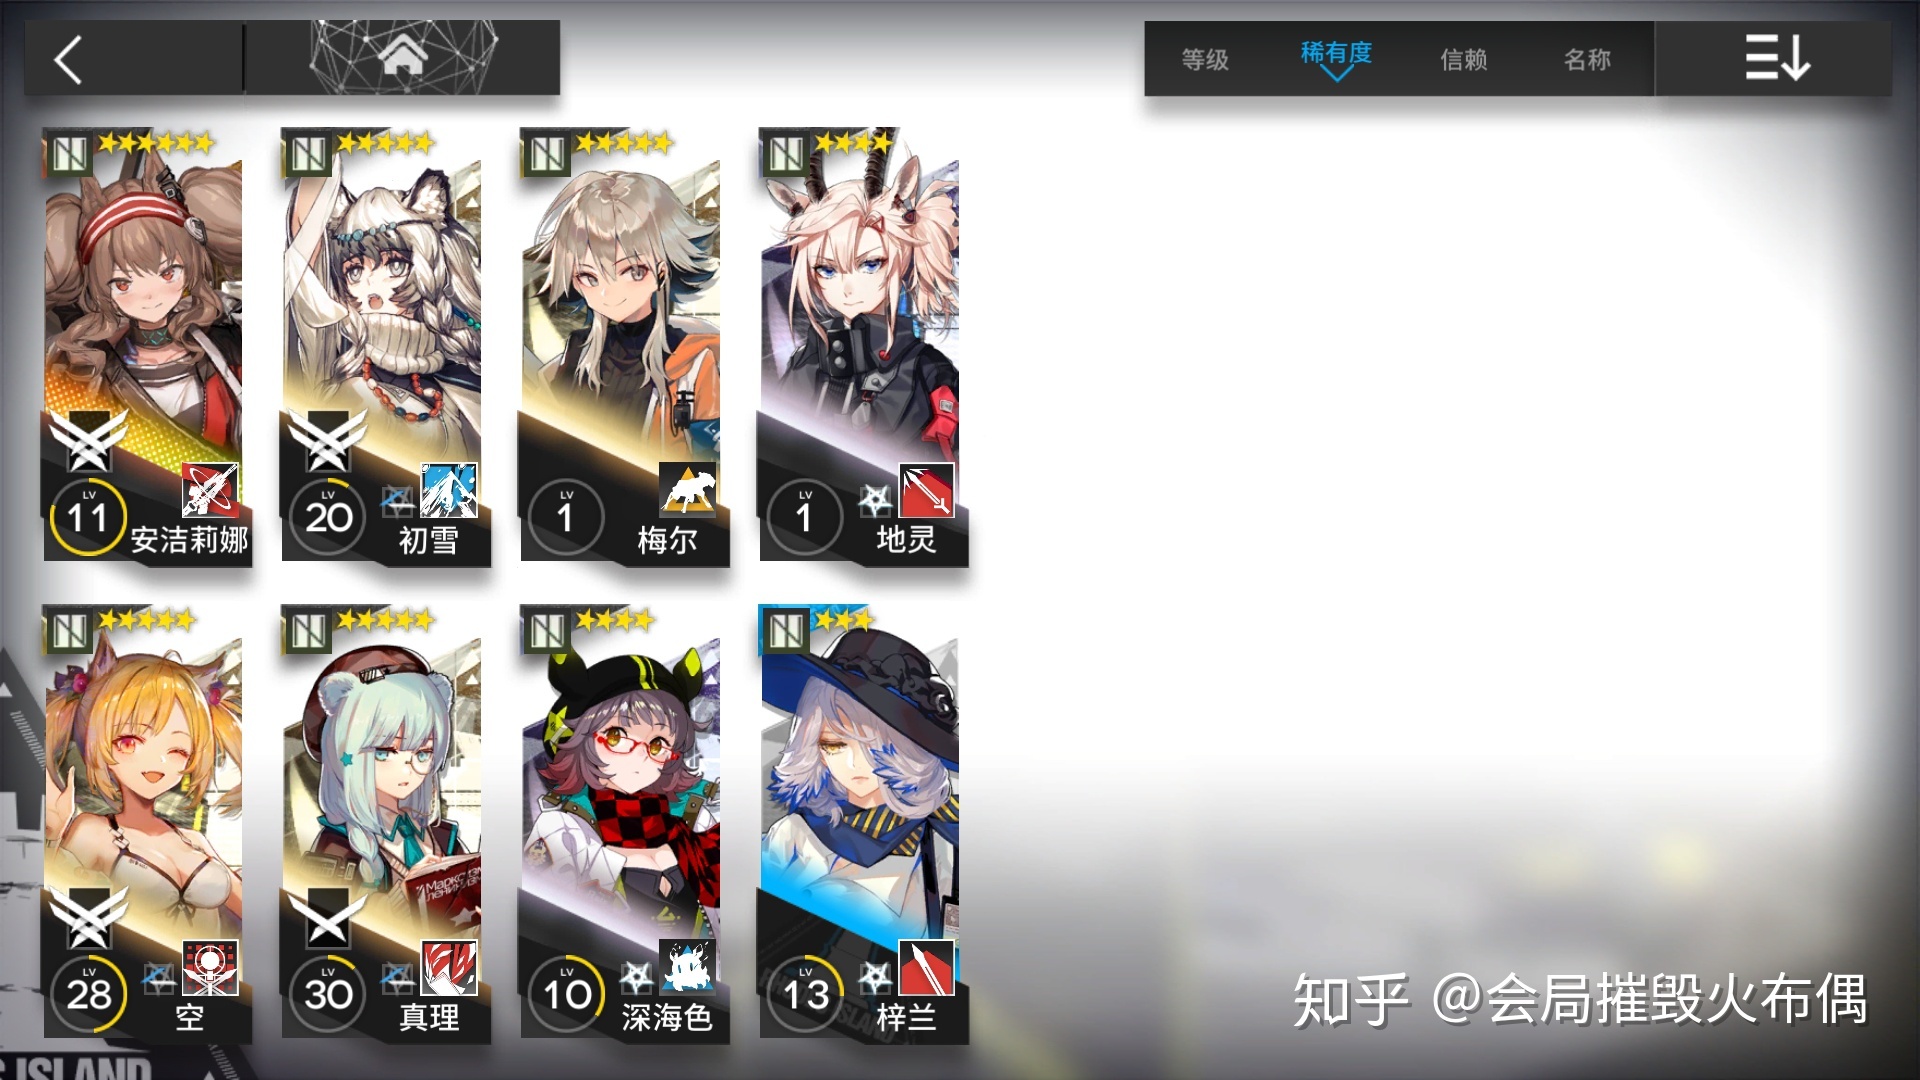 等级 稀有度 信赖 名称
LV 11 安洁莉娜
LV 20 初雪
LV 1 梅尔
LV 1 地灵
LV 28 空
LV 30 真理
LV 10 深海色
LV 13 梓兰
ISLAND
知乎 @会局摧毁火布偶